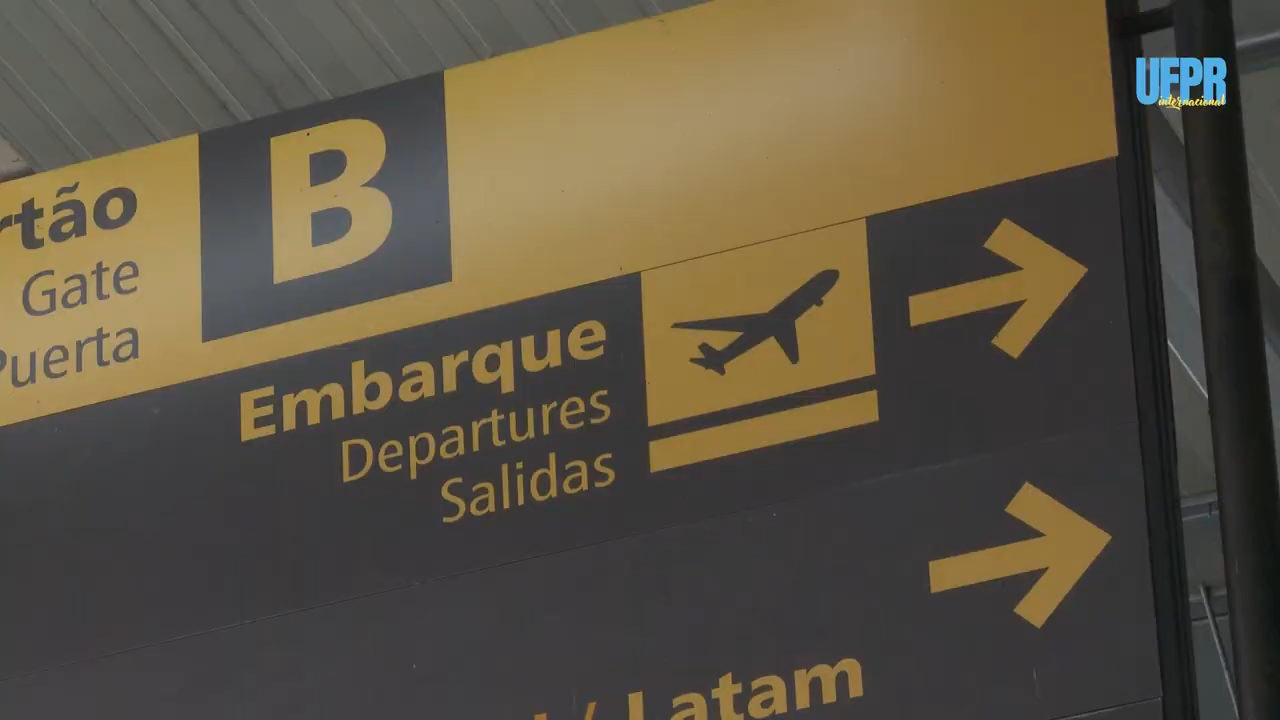 UFPR
internacional
rtão
Gate
Puerta
B
Embarque
Departures
Salidas
/ Latam